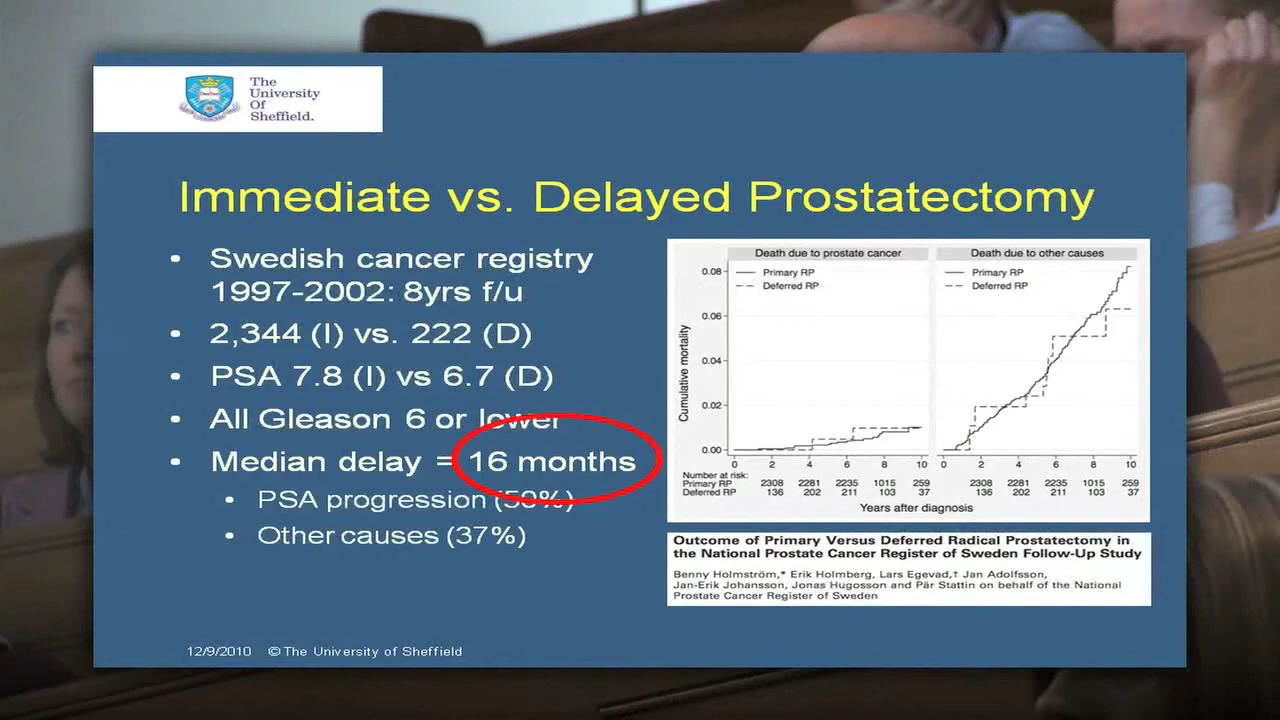 The
University
Of
Sheffield.
Immediate vs. Delayed Prostatectomy
• Swedish cancer registry
1997-2002: 8yrs f/u
• 2,344 (I) vs. 222 (D)
• PSA 7.8 (I) vs 6.7 (D)
• All Gleason 6 or lower
• Median delay = 16 months
• PSA progression (50%)
• Other causes (37%)
Death due to prostate cancer
Primary RP
Deferred RP
Death due to other causes
Primary RP
Deferred RP
Cumulative mortality
0.08
0.06
0.04
0.02
0.00
0 2 4 6 8 10 0 2 4 6 8 10
Number at risk:
Primary RP 2308 2281 2235 1015 259 2308 2281 2235 1015 259
Deferred RP 136 202 211 103 37 136 202 211 103 37
Years after diagnosis
Outcome of Primary Versus Deferred Radical Prostatectomy in
the National Prostate Cancer Register of Sweden Follow-Up Study
Benny Holmström,* Erik Holmberg, Lars Egevad,† Jan Adolfsson,
Jan-Erik Johansson, Jonas Hugosson and Pär Stattin on behalf of the National
Prostate Cancer Register of Sweden
12/9/2010 © The University of Sheffield